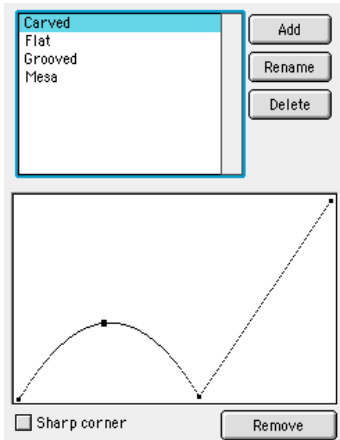 Carved
Flat
Grooved
Mesa
Add
Rename
Delete
Sharp corner
Remove